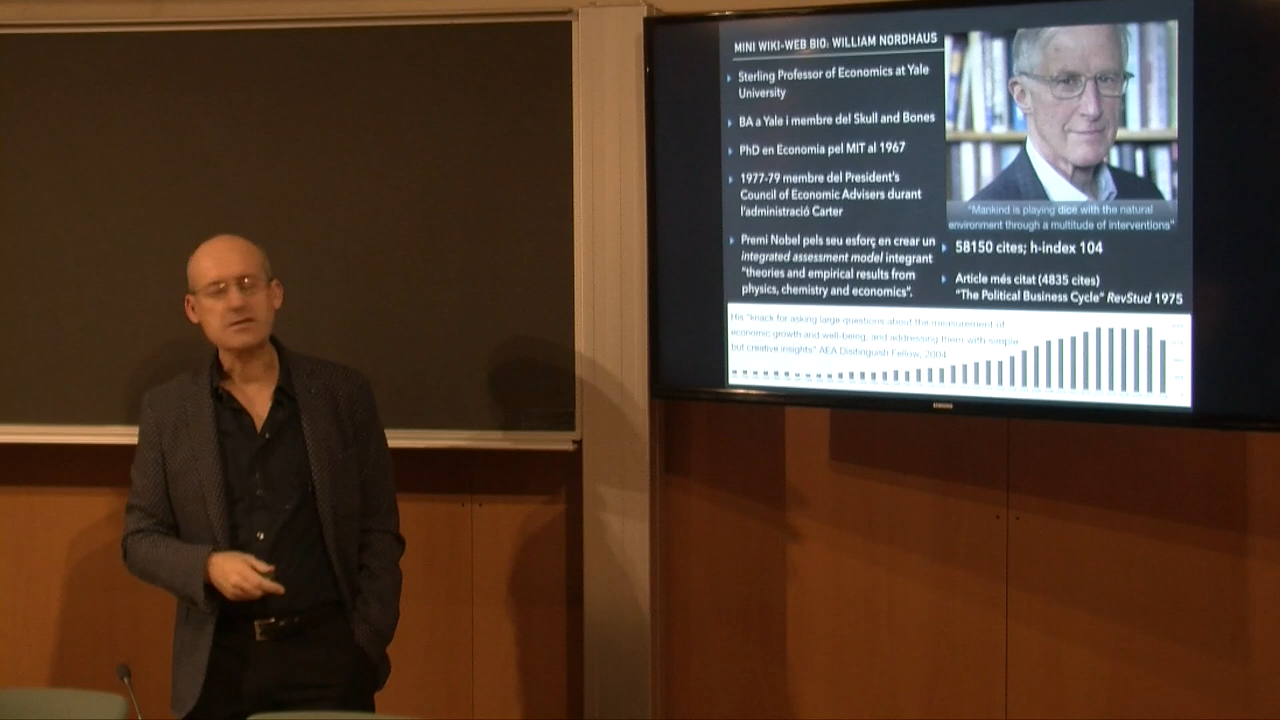 MINI WIKI-WEB BIO: WILLIAM NORDHAUS
Sterling Professor of Economics at Yale
University
BA a Yale i membre del Skull and Bones
PhD en Economia pel MIT al 1967
1977-79 membre del President's
Council of Economic Advisers durant
l'administració Carter
Premi Nobel pels seu esforç en crear un
integrated assessment model integrant
"theories and empirical results from
physics, chemistry and economics".
"Mankind is playing dice with the natural
environment through a multitude of interventions"
58150 cites; h-index 104
Article més citat (4835 cites)
"The Political Business Cycle" RevStud 1975
His "knack for asking large questions about the measurement of
economic growth and well-being, and addressing them with simple
but creative insights" AEA Disitinguish Fellow, 2004
SAMSUNG